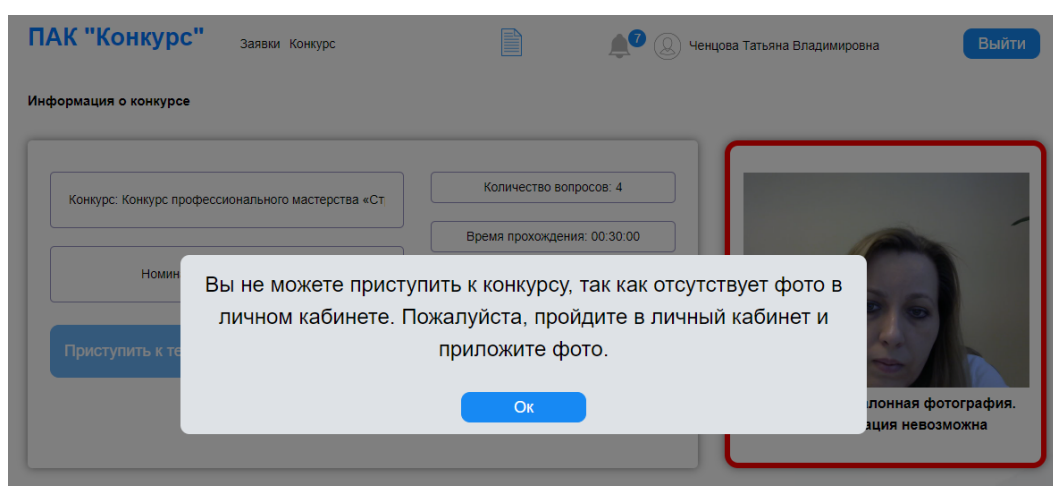 ПАК "Конкурс"
Заявки Конкурс
7
Ченцова Татьяна Владимировна
Выйти
Информация о конкурсе
Конкурс: Конкурс профессионального мастерства «Ст
Количество вопросов: 4
Время прохождения: 00:30:00
Номин
Приступить к те
Вы не можете приступить к конкурсу, так как отсутствует фото в
личном кабинете. Пожалуйста, пройдите в личный кабинет и
приложите фото.
Ок
лонная фотография.
ация невозможна